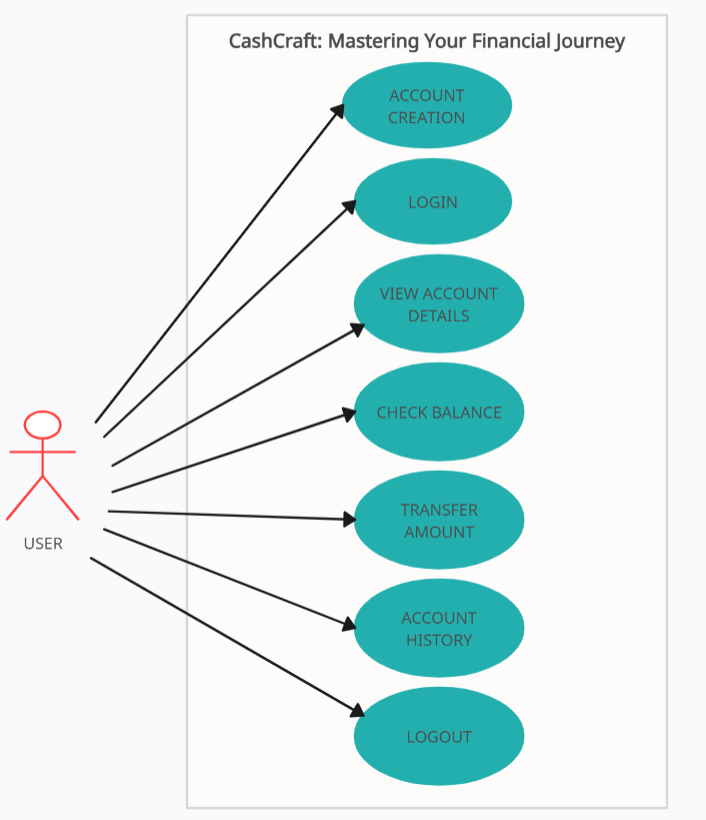 CashCraft: Mastering Your Financial Journey
ACCOUNT
CREATION
LOGIN
VIEW ACCOUNT
DETAILS
CHECK BALANCE
TRANSFER
AMOUNT
USER
ACCOUNT
HISTORY
LOGOUT